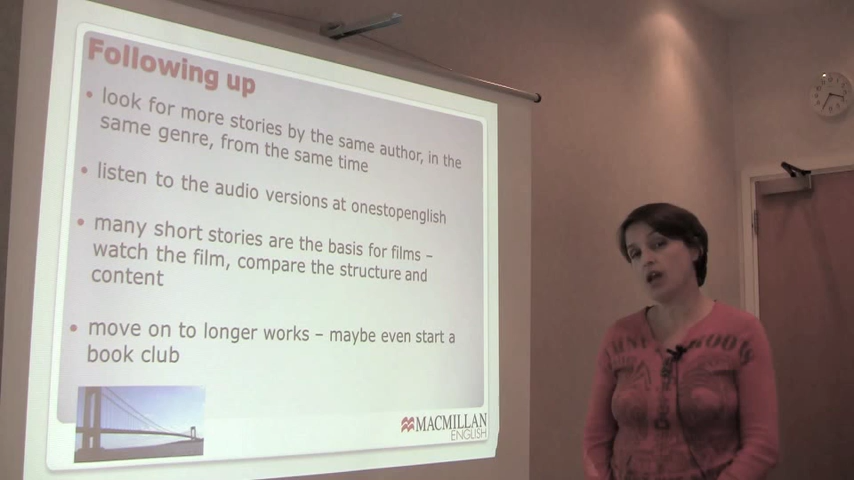 Following up
• look for more stories by the same author, in the
same genre, from the same time
• listen to the audio versions at onestopenglish
• many short stories are the basis for films –
watch the film, compare the structure and
content
• move on to longer works – maybe even start a
book club
MACMILLAN
ENGLISH